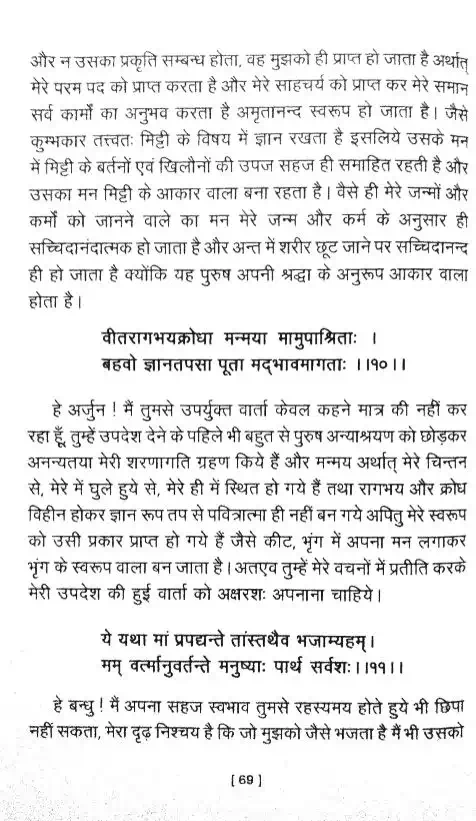 और न उसका प्रकृति सम्बन्ध होता, वह मुझको ही प्राप्त हो जाता है अर्थात्
मेरे परम पद को प्राप्त करता है और मेरे साहचर्य को प्राप्त कर मेरे समान
सर्व कामों का अनुभव करता है अमृतानन्द स्वरूप हो जाता है। जैसे
कुम्भकार तत्त्वतः मिट्टी के विषय में ज्ञान रखता है इसलिये उसके मन
में मिट्टी के बर्तनों एवं खिलौनों की उपज सहज ही समाहित रहती है और
उसका मन मिट्टी के आकार वाला बना रहता है। वैसे ही मेरे जन्मों और
कर्मों को जानने वाले का मन मेरे जन्म और कर्म के अनुसार ही
सच्चिदानंदात्मक हो जाता है और अन्त में शरीर छूट जाने पर सच्चिदानन्द
ही हो जाता है क्योंकि यह पुरुष अपनी श्रद्धा के अनुरूप आकार वाला
होता है।
वीतरागभयक्रोधा मन्मया मामुपाश्रिताः ।
बहवो ज्ञानतपसा पूता मद्भावमागताः ।।१०।।
हे अर्जुन ! मैं तुमसे उपर्युक्त वार्ता केवल कहने मात्र की नहीं कर
रहा हूँ, तुम्हें उपदेश देने के पहिले भी बहुत से पुरुष अन्याश्रयण को छोड़कर
अनन्यतया मेरी शरणागति ग्रहण किये हैं और मन्मय अर्थात् मेरे चिन्तन
से, मेरे में घुले हुये से, मेरे ही में स्थित हो गये हैं तथा रागभय और क्रोध
विहीन होकर ज्ञान रूप तप से पवित्रात्मा ही नहीं बन गये अपितु मेरे स्वरूप
को उसी प्रकार प्राप्त हो गये हैं जैसे कीट, भृंग में अपना मन लगाकर
भृंग के स्वरूप वाला बन जाता है। अतएव तुम्हें मेरे वचनों में प्रतीति करके
मेरी उपदेश की हुई वार्ता को अक्षरशः अपनाना चाहिये।
ये यथा मां प्रपद्यन्ते तांस्तथैव भजाम्यहम्।
मम् वर्त्मानुवर्तन्ते मनुष्याः पार्थ सर्वशः।।११।।
हे बन्धु ! मैं अपना सहज स्वभाव तुमसे रहस्यमय होते हुये भी छिपा
नहीं सकता, मेरा दृढ़ निश्चय है कि जो मुझको जैसे भजता है मैं भी उसको
[ 69 ]